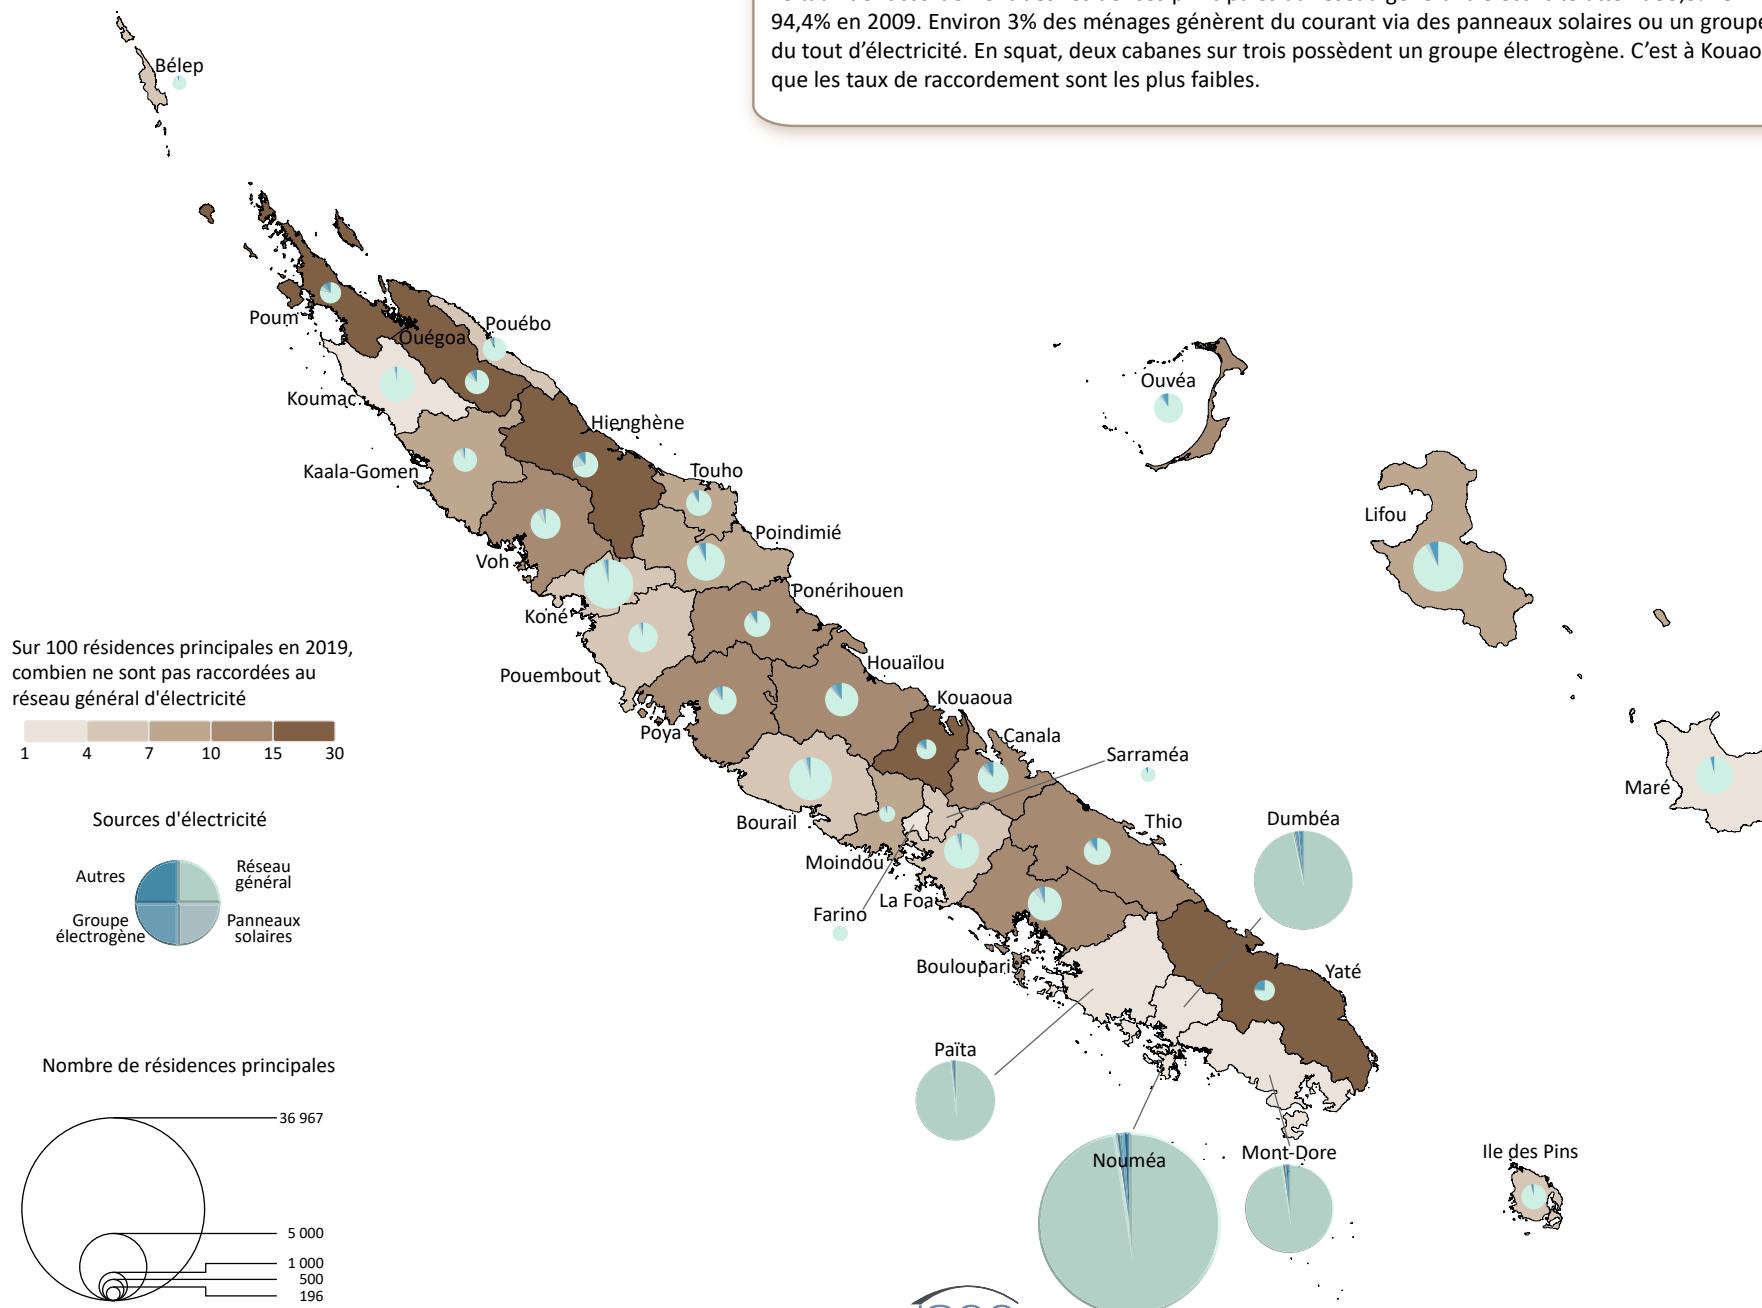 94,4% en 2009. Environ 3% des ménages génèrent du courant via des panneaux solaires ou un groupe
du tout d'électricité. En squat, deux cabanes sur trois possèdent un groupe électrogène. C'est à Kouao
que les taux de raccordement sont les plus faibles.
Bélep
Poum
Ouégoa
Pouébo
Koumac
Hienghène
Ouvéa
Kaala-Gomen
Touho
Lifou
Poindimié
Voh
Koné
Ponérihouen
Sur 100 résidences principales en 2019,
combien ne sont pas raccordées au
réseau général d'électricité
1 4 7 10 15 30
Pouembout
Houaïlou
Kouaoua
Poya
Canala
Sarraméa
Maré
Bourail
Thio
Dumbéa
Moindou
La Foa
Farino
Sources d'électricité
Autres
Réseau
général
Groupe
électrogène
Panneaux
solaires
Boulouparis
Yaté
Païta
Nouméa
Mont-Dore
Ile des Pins
Nombre de résidences principales
36 967
5 000
1 000
500
196